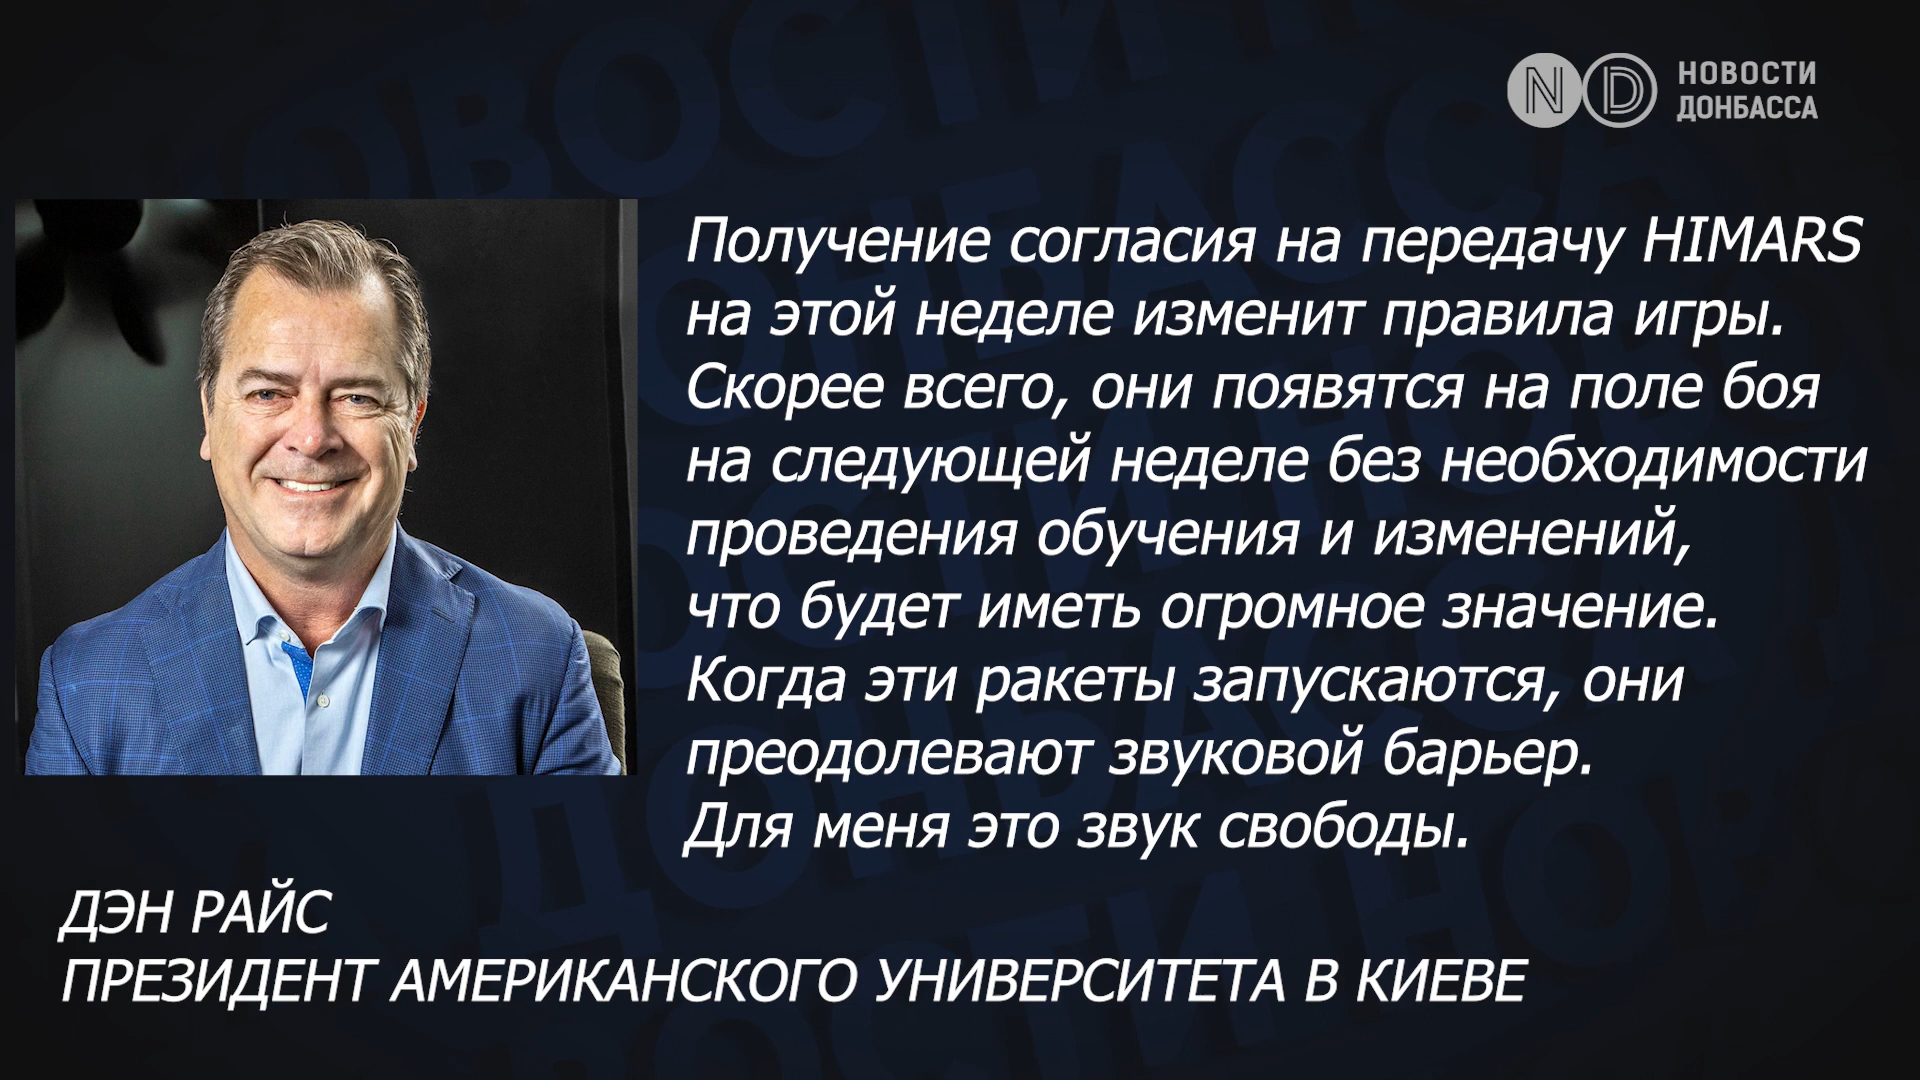 НОВОСТИ
ДОНБАССА
Получение согласия на передачу HIMARS
на этой неделе изменит правила игры.
Скорее всего, они появятся на поле боя
на следующей неделе без необходимости
проведения обучения и изменений,
что будет иметь огромное значение.
Когда эти ракеты запускаются, они
преодолевают звуковой барьер.
Для меня это звук свободы.
ДЭН РАЙС
ПРЕЗИДЕНТ АМЕРИКАНСКОГО УНИВЕРСИТЕТА В КИЕВЕ